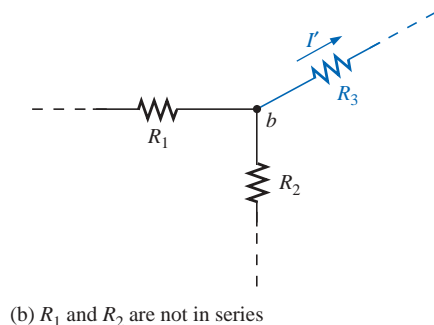 I′
R₃
b
R₁
R₂
(b) R₁ and R₂ are not in series